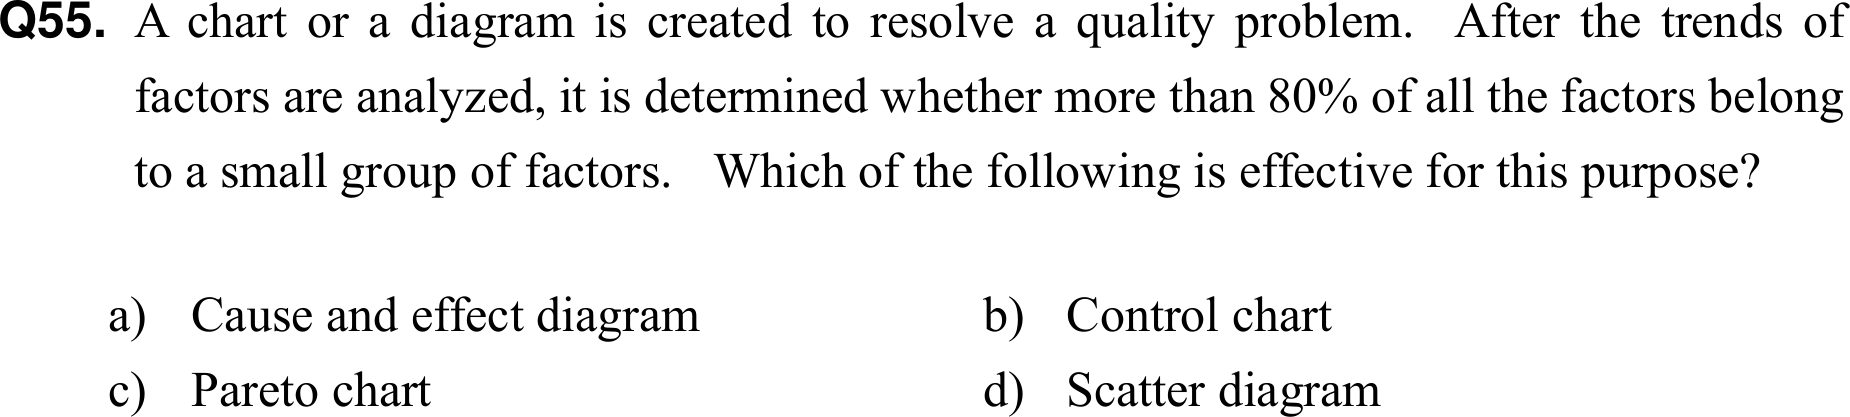 Q55. A chart or a diagram is created to resolve a quality problem. After the trends of
factors are analyzed, it is determined whether more than 80% of all the factors belong
to a small group of factors. Which of the following is effective for this purpose?
a) Cause and effect diagram b) Control chart
c) Pareto chart d) Scatter diagram